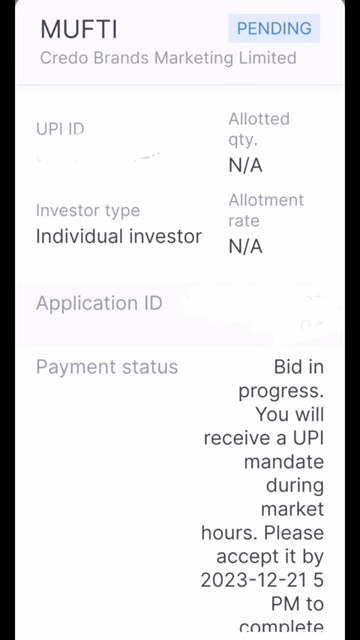 MUFTI
PENDING
Credo Brands Marketing Limited
UPI ID
Allotted
qty.
N/A
Investor type
Individual investor
Allotment
rate
N/A
Application ID
Payment status
Bid in
progress.
You will
receive a UPI
mandate
during
market
hours. Please
accept it by
2023-12-21 5
PM to
complete